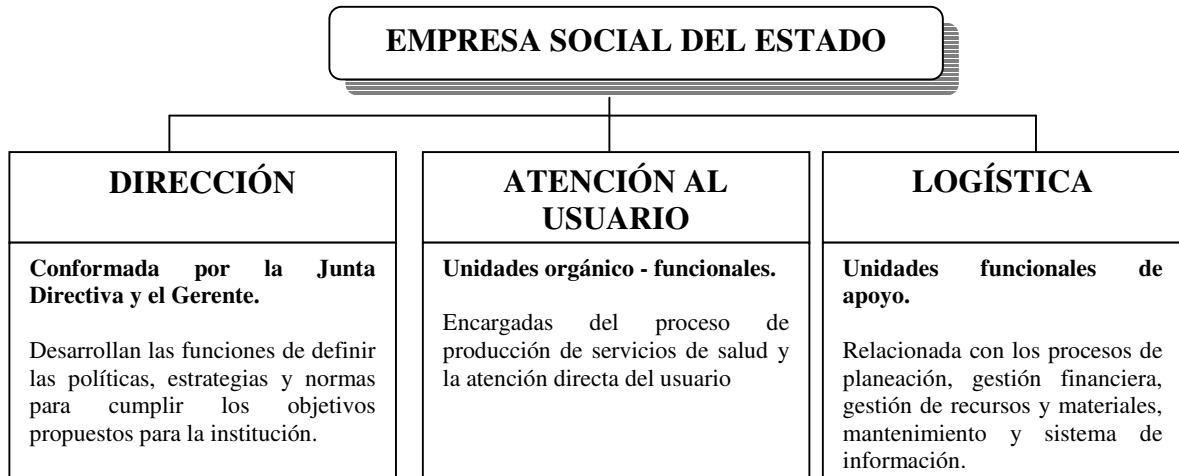 EMPRESA SOCIAL DEL ESTADO
DIRECCIÓN
Conformada por la Junta
Directiva y el Gerente.
Desarrollan las funciones de definir
las políticas, estrategias y normas
para cumplir los objetivos
propuestos para la institución.
ATENCIÓN AL
USUARIO
Unidades orgánico - funcionales.
Encargadas del proceso de
producción de servicios de salud y
la atención directa del usuario
LOGÍSTICA
Unidades funcionales de
apoyo.
Relacionada con los procesos de
planeación, gestión financiera,
gestión de recursos y materiales,
mantenimiento y sistema de
información.